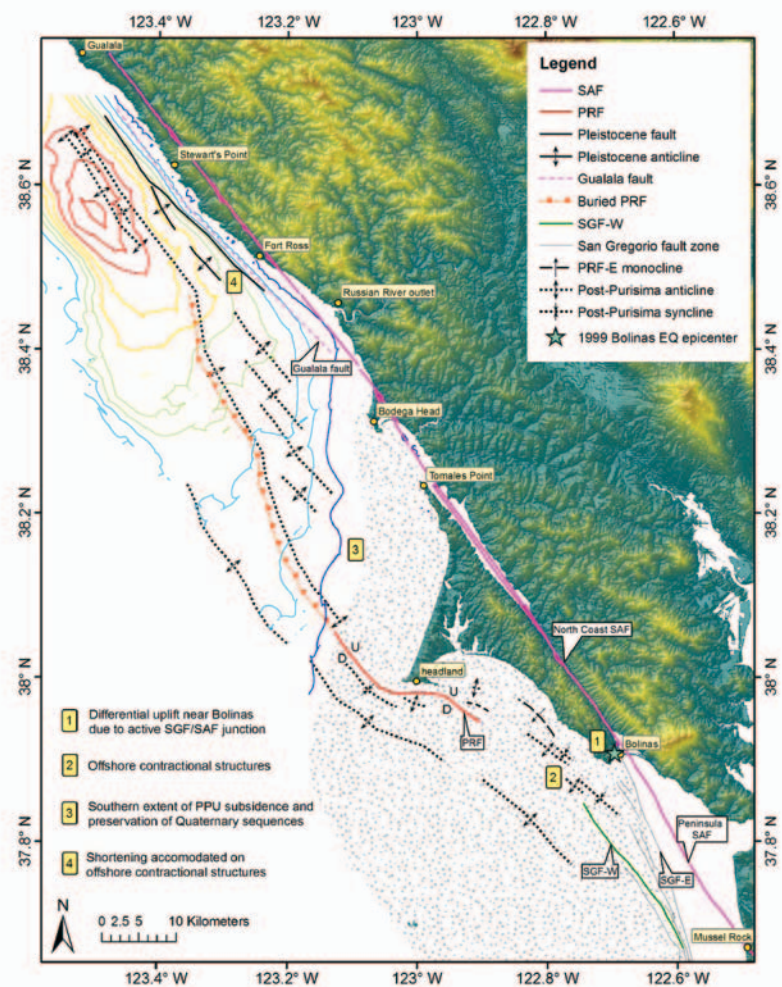 123.4° W 123.2° W 123° W 122.8° W 122.6° W
Gualala
Legend
SAF
PRF
Pleistocene fault
Pleistocene anticline
Gualala fault
Buried PRF
SGF-W
San Gregorio fault zone
PRF-E monocline
Post-Purisima anticline
Post-Purisima syncline
1999 Bolinas EQ epicenter
Stewart's Point
38.6° N
38.6° N
Fort Ross
4
Russian River outlet
38.4° N
38.4° N
Gualala fault
Bodega Head
Tomales Point
38.2° N
38.2° N
3
North Coast SAF
U
D
38° N
38° N
headland
U
D
PRF
1
Bolinas
2
Peninsula
SAF
37.8° N
37.8° N
SGF-W
SGF-E
Mussel Rock
1 Differential uplift near Bolinas
due to active SGF/SAF junction
2 Offshore contractional structures
3 Southern extent of PPU subsidence and
preservation of Quaternary sequences
4 Shortening accomodated on
offshore contractional structures
N
0 2.5 5 10 Kilometers
123.4° W 123.2° W 123° W 122.8° W 122.6° W